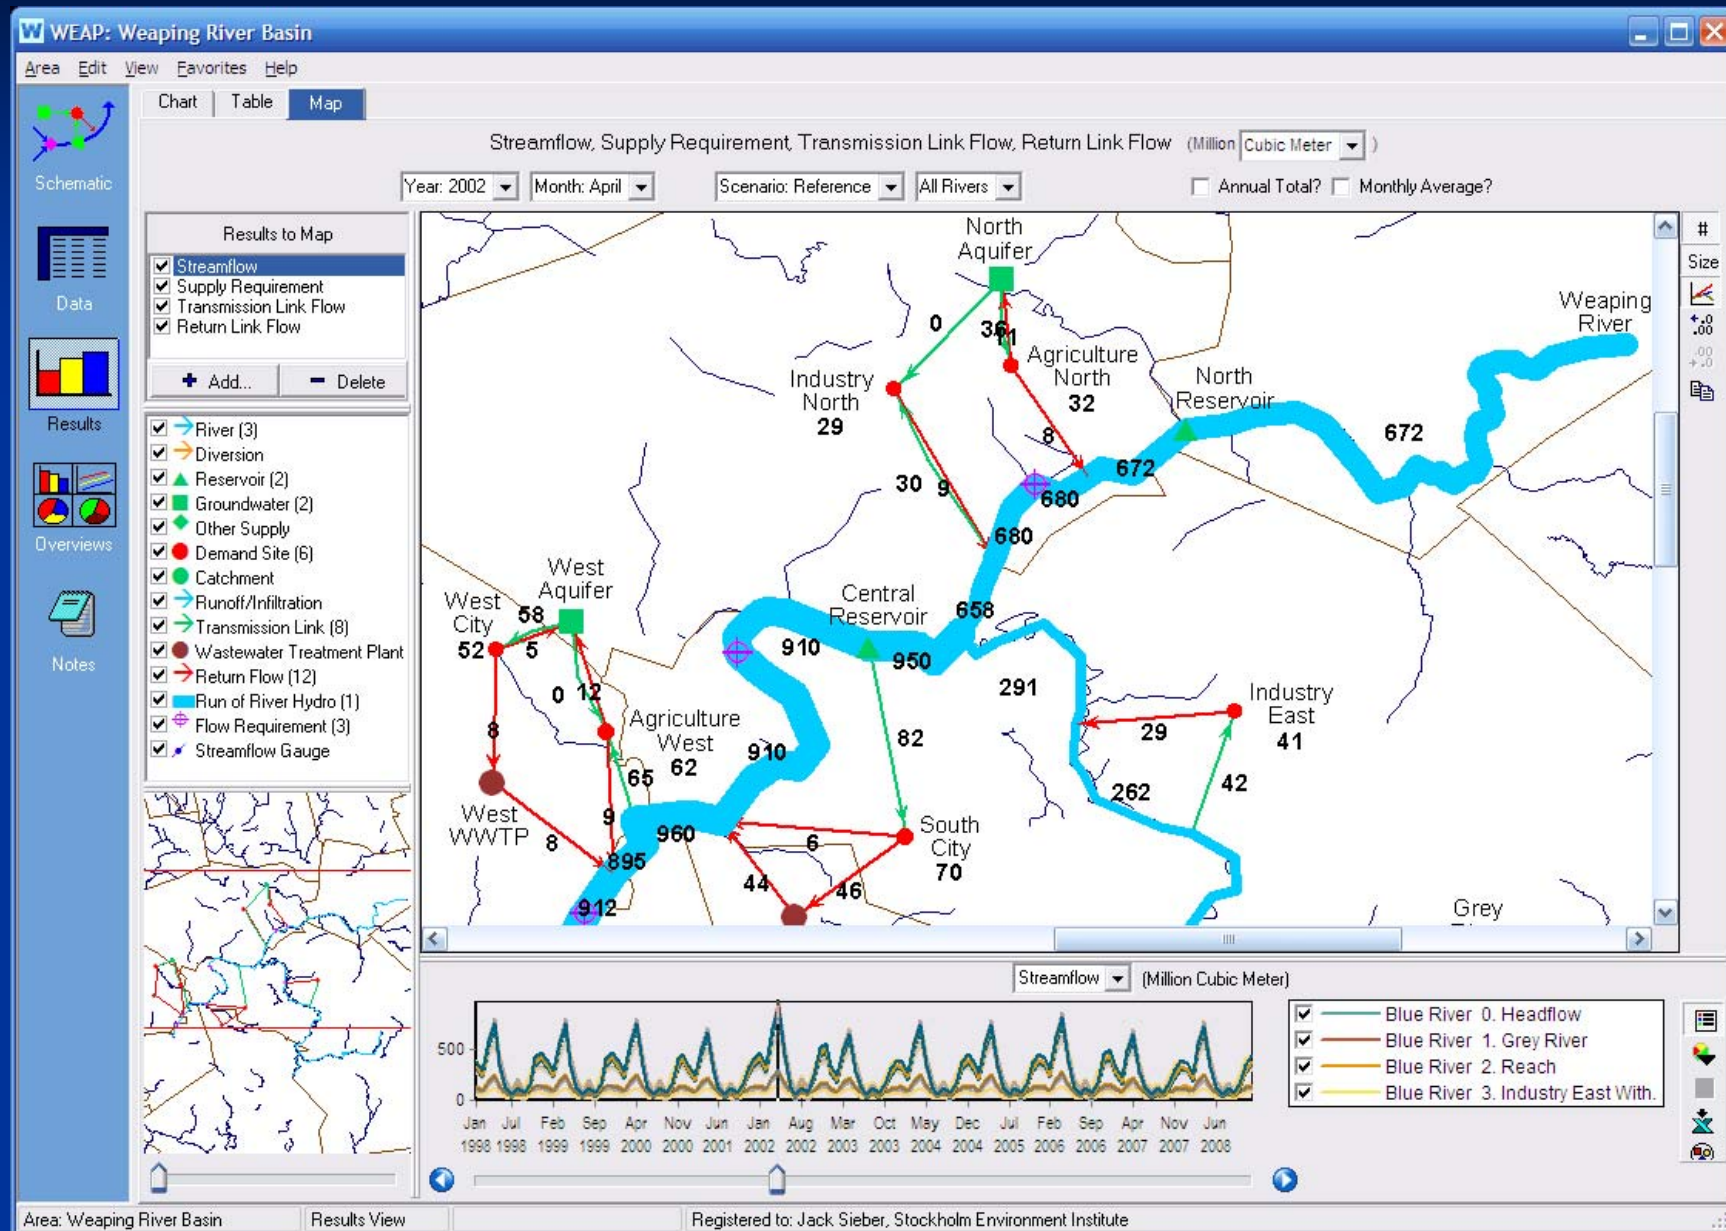 WEAP: Weaping River Basin
Area Edit View Favorites Help
Chart Table Map
Streamflow, Supply Requirement, Transmission Link Flow, Return Link Flow (Million Cubic Meter )
Year: 2002 Month: April Scenario: Reference All Rivers Annual Total? Monthly Average?
Schematic
Data
Results
Overviews
Notes
Results to Map
Streamflow
Supply Requirement
Transmission Link Flow
Return Link Flow
+ Add... - Delete
River (3)
Diversion
Reservoir (2)
Groundwater (2)
Other Supply
Demand Site (6)
Catchment
Runoff/Infiltration
Transmission Link (8)
Wastewater Treatment Plant
Return Flow (12)
Run of River Hydro (1)
Flow Requirement (3)
Streamflow Gauge
North
Aquifer
Weaping
River
0
36
11
Agriculture
North
32
Industry
North
29
North
Reservoir
672
8
672
30
9
680
680
West
Aquifer
West
City
52
58
5
Central
Reservoir
658
910
950
291
Industry
East
41
0
12
Agriculture
West
62
8
910
82
29
65
262
42
West
WWTP
9
960
8
895
6
South
City
70
44
46
912
Grey
#
Size
Streamflow (Million Cubic Meter)
500
0
Jan Jul Feb Sep Apr Nov Jun Jan Aug Mar Oct May Dec Jul Feb Sep Apr Nov Jun
1998 1998 1999 1999 2000 2000 2001 2002 2002 2003 2003 2004 2004 2005 2006 2006 2007 2007 2008
Blue River 0. Headflow
Blue River 1. Grey River
Blue River 2. Reach
Blue River 3. Industry East With.
Area: Weaping River Basin Results View Registered to: Jack Sieber, Stockholm Environment Institute